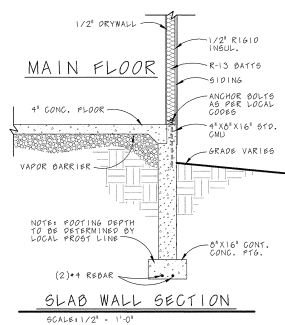 1/2" DRYWALL
1/2" RIGID
INSUL.
MAIN FLOOR
R-13 BATTS
SIDING
ANCHOR BOLTS
AS PER LOCAL
CODES
4" CONC. FLOOR
4"X8"X16" STD.
CMU
GRADE VARIES
VAPOR BARRIER
NOTE: FOOTING DEPTH
TO BE DETERMINED BY
LOCAL FROST LINE
8"X16" CONT.
CONC. FTG.
(2)#4 REBAR
SLAB WALL SECTION
SCALE: 1/2" = 1'-0"